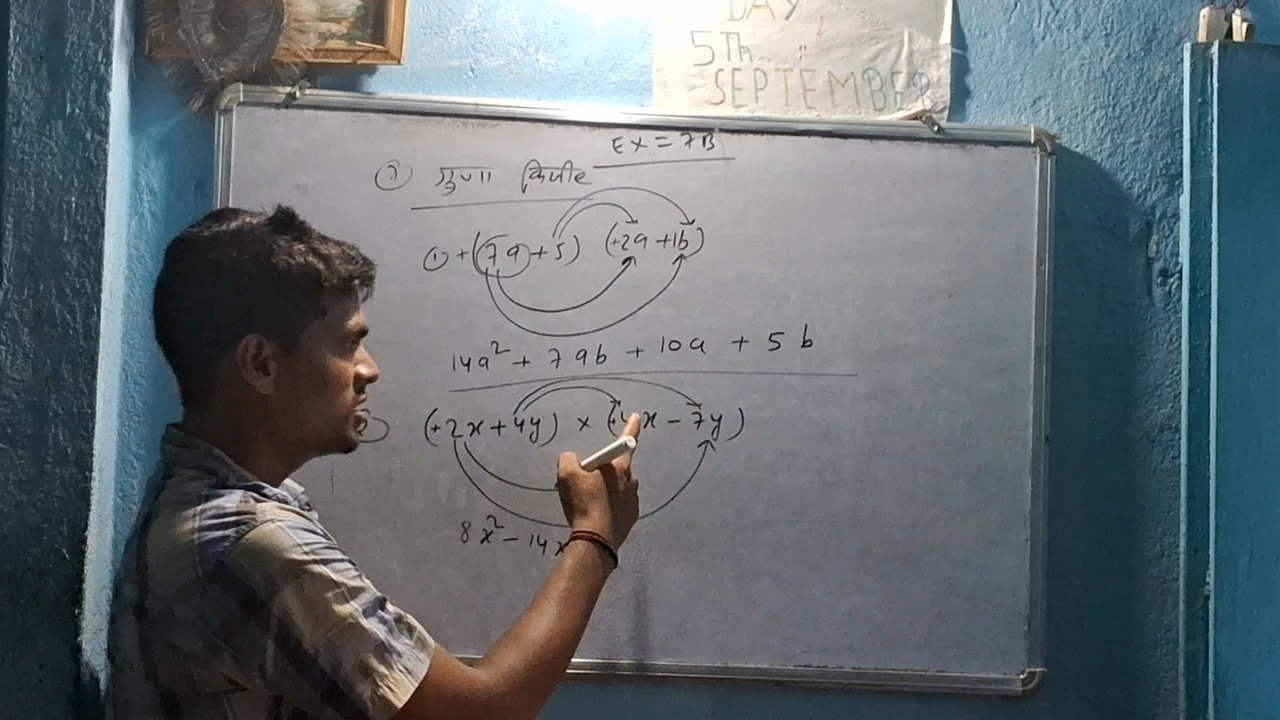 DAY
5TH
SEPTEMBER
EX = 7B
① गुणा कीजिए
① +(7a+5) (+2a+1b)
14a² + 7ab + 10a + 5b
(+2x+4y) × (+4x-7y)
8x² - 14x